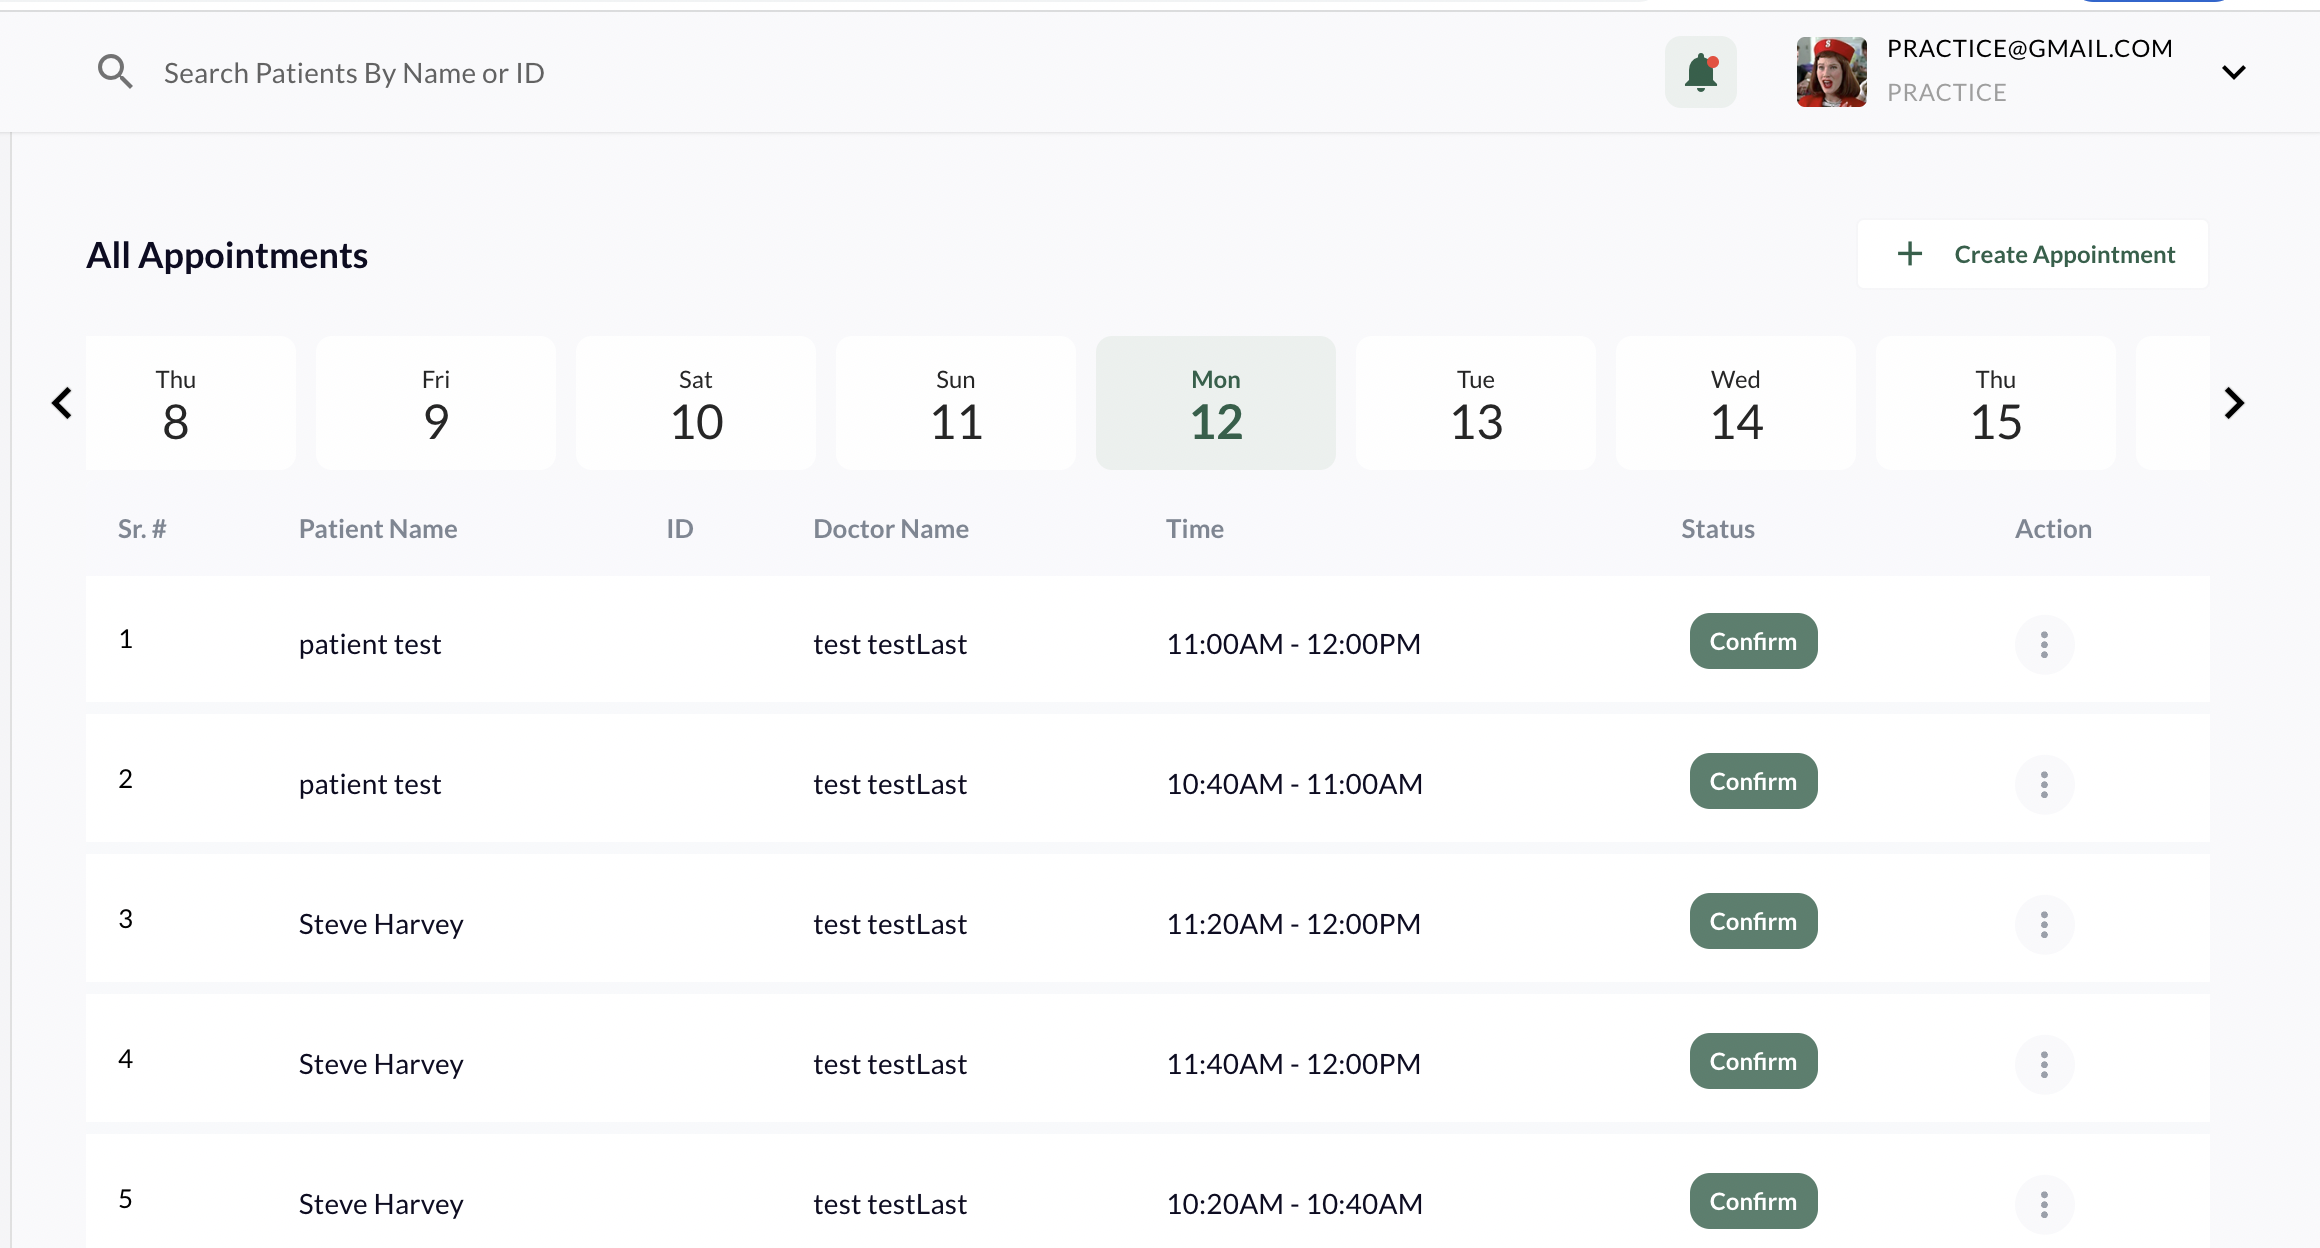 Search Patients By Name or ID
PRACTICE@GMAIL.COM
PRACTICE
All Appointments
+ Create Appointment
Thu Fri Sat Sun Mon Tue Wed Thu
8 9 10 11 12 13 14 15
Sr. # Patient Name ID Doctor Name Time Status Action
1 patient test test testLast 11:00AM - 12:00PM Confirm
2 patient test test testLast 10:40AM - 11:00AM Confirm
3 Steve Harvey test testLast 11:20AM - 12:00PM Confirm
4 Steve Harvey test testLast 11:40AM - 12:00PM Confirm
5 Steve Harvey test testLast 10:20AM - 10:40AM Confirm